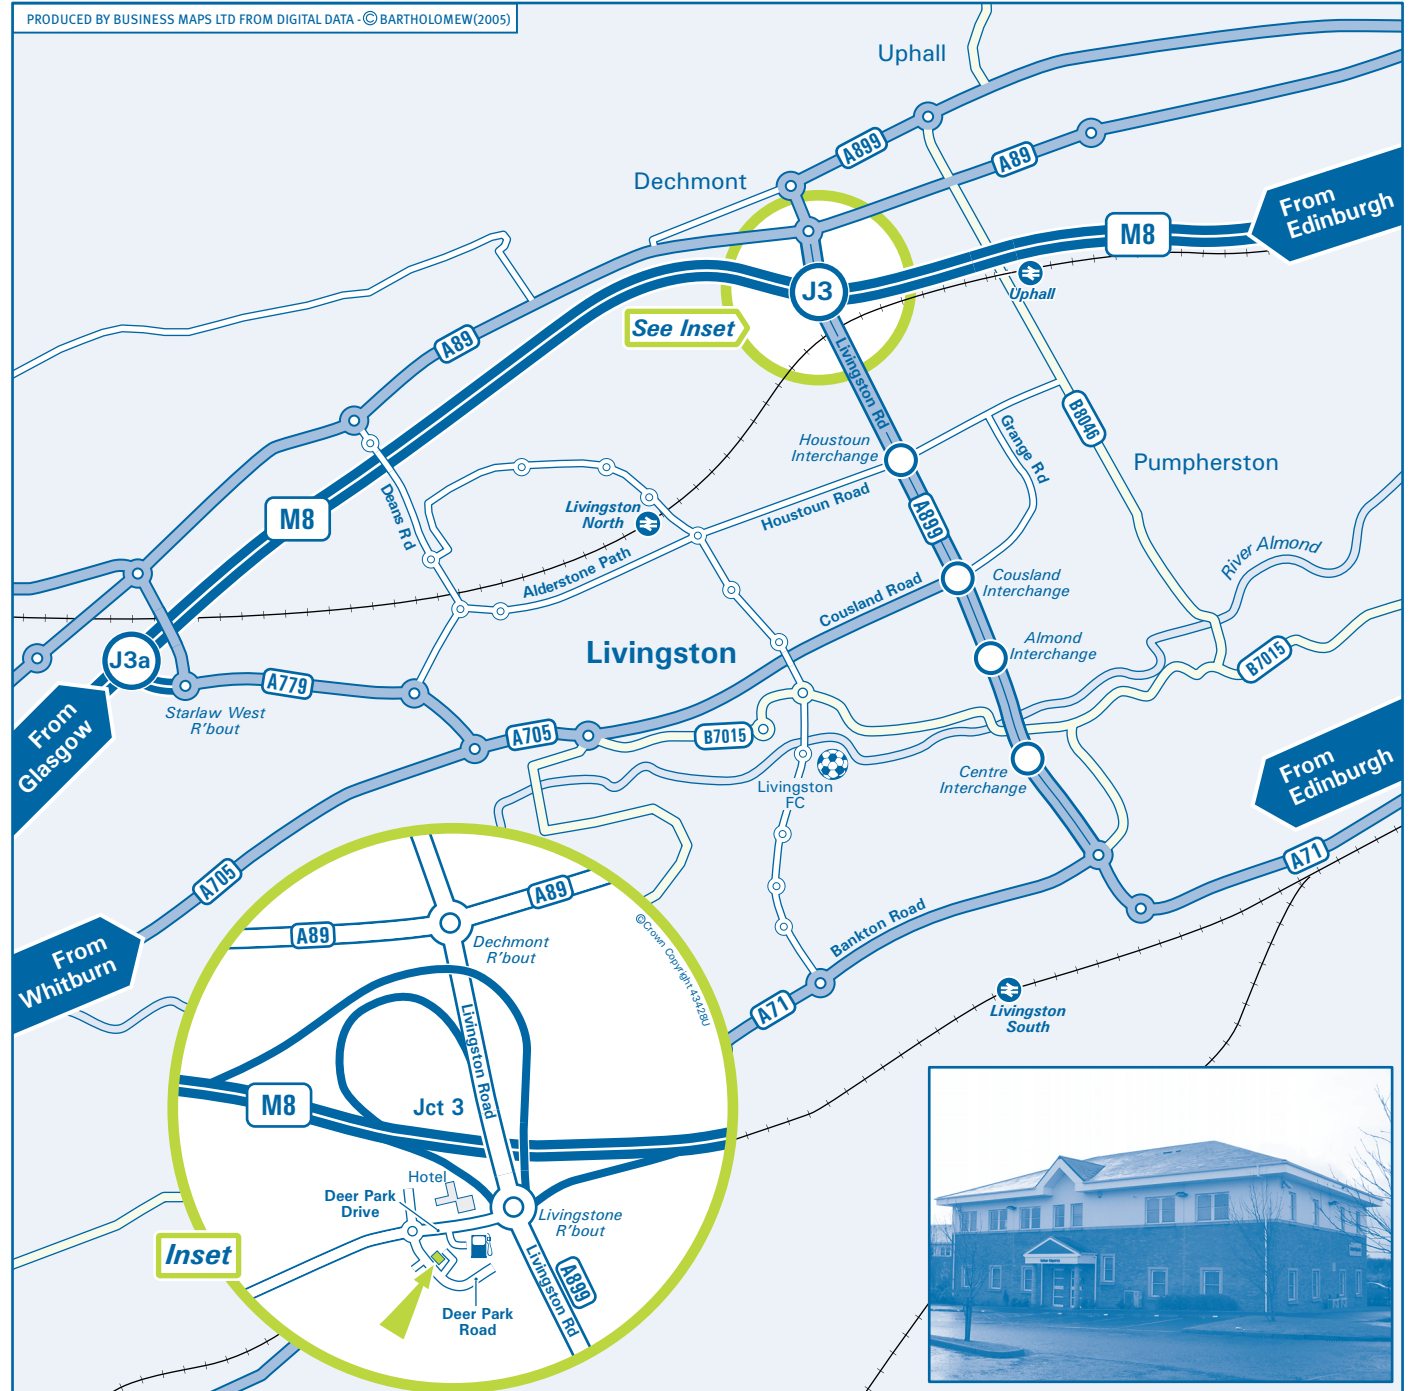 PRODUCED BY BUSINESS MAPS LTD FROM DIGITAL DATA - © BARTHOLOMEW(2005)
Uphall
A899
A89
Dechmont
From
Edinburgh
M8
J3
Uphall
See Inset
A89
Livingston Rd
B8046
Grange Rd
Houstoun
Interchange
Pumpherston
Deans Rd
M8
Livingston
North
Houstoun Road
A899
River Almond
Alderstone Path
Cousland Road
Cousland
Interchange
Livingston
Almond
Interchange
J3a
B7015
A779
Starlaw West
R'bout
From
Glasgow
A705
B7015
From
Edinburgh
Centre
Interchange
Livingston
FC
A71
A705
A89
A89
©Crown Copyright 43428U
Bankton Road
Dechmont
R'bout
From
Whitburn
A71
Livingston
South
Livingston Road
M8
Jct 3
Hotel
Deer Park
Drive
Livingstone
R'bout
Inset
Livingston Rd
A899
Deer Park
Road